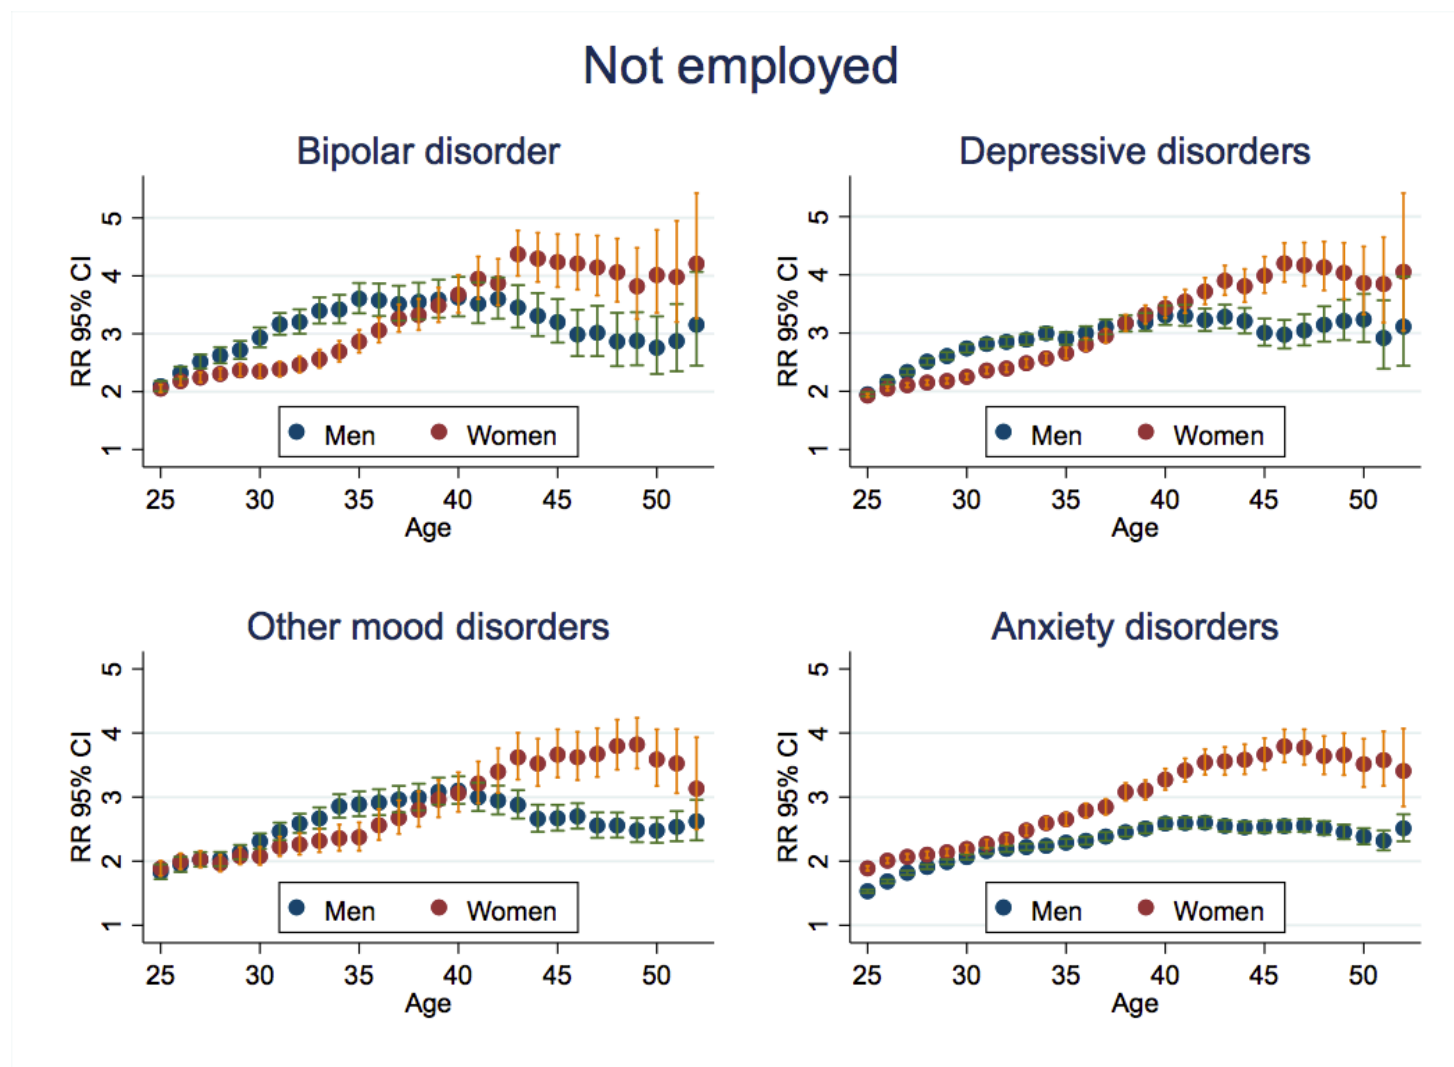 Not employed
Bipolar disorder
RR 95% CI
5
4
3
2
1
Men Women
25 30 35 40 45 50
Age
Depressive disorders
RR 95% CI
5
4
3
2
1
Men Women
25 30 35 40 45 50
Age
Other mood disorders
RR 95% CI
5
4
3
2
1
Men Women
25 30 35 40 45 50
Age
Anxiety disorders
RR 95% CI
5
4
3
2
1
Men Women
25 30 35 40 45 50
Age